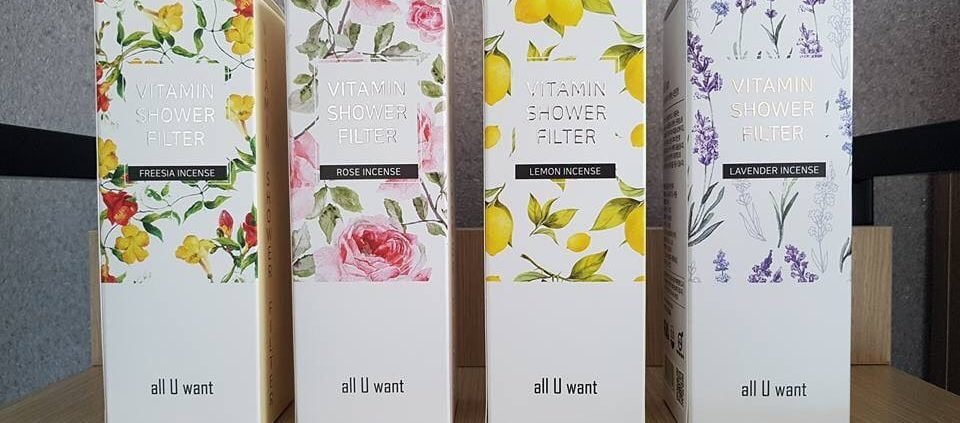 VITAMIN
SHOWER
FILTER
FREESIA INCENSE
all U want
VITAMIN
SHOWER
FILTER
ROSE INCENSE
all U want
VITAMIN
SHOWER
FILTER
LEMON INCENSE
all U want
VITAMIN
SHOWER
FILTER
LAVENDER INCENSE
all U want